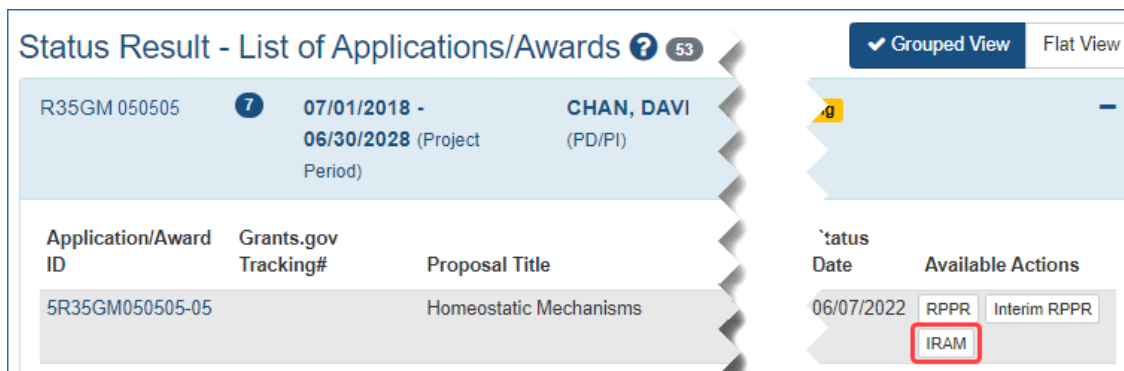 Status Result - List of Applications/Awards ? 53
✔ Grouped View Flat View
R35GM 050505 7 07/01/2018 - CHAN, DAVI
06/30/2028 (Project (PD/PI)
Period)
Application/Award Grants.gov
ID Tracking# Proposal Title Date Available Actions
5R35GM050505-05 Homeostatic Mechanisms 06/07/2022 RPPR Interim RPPR
IRAM